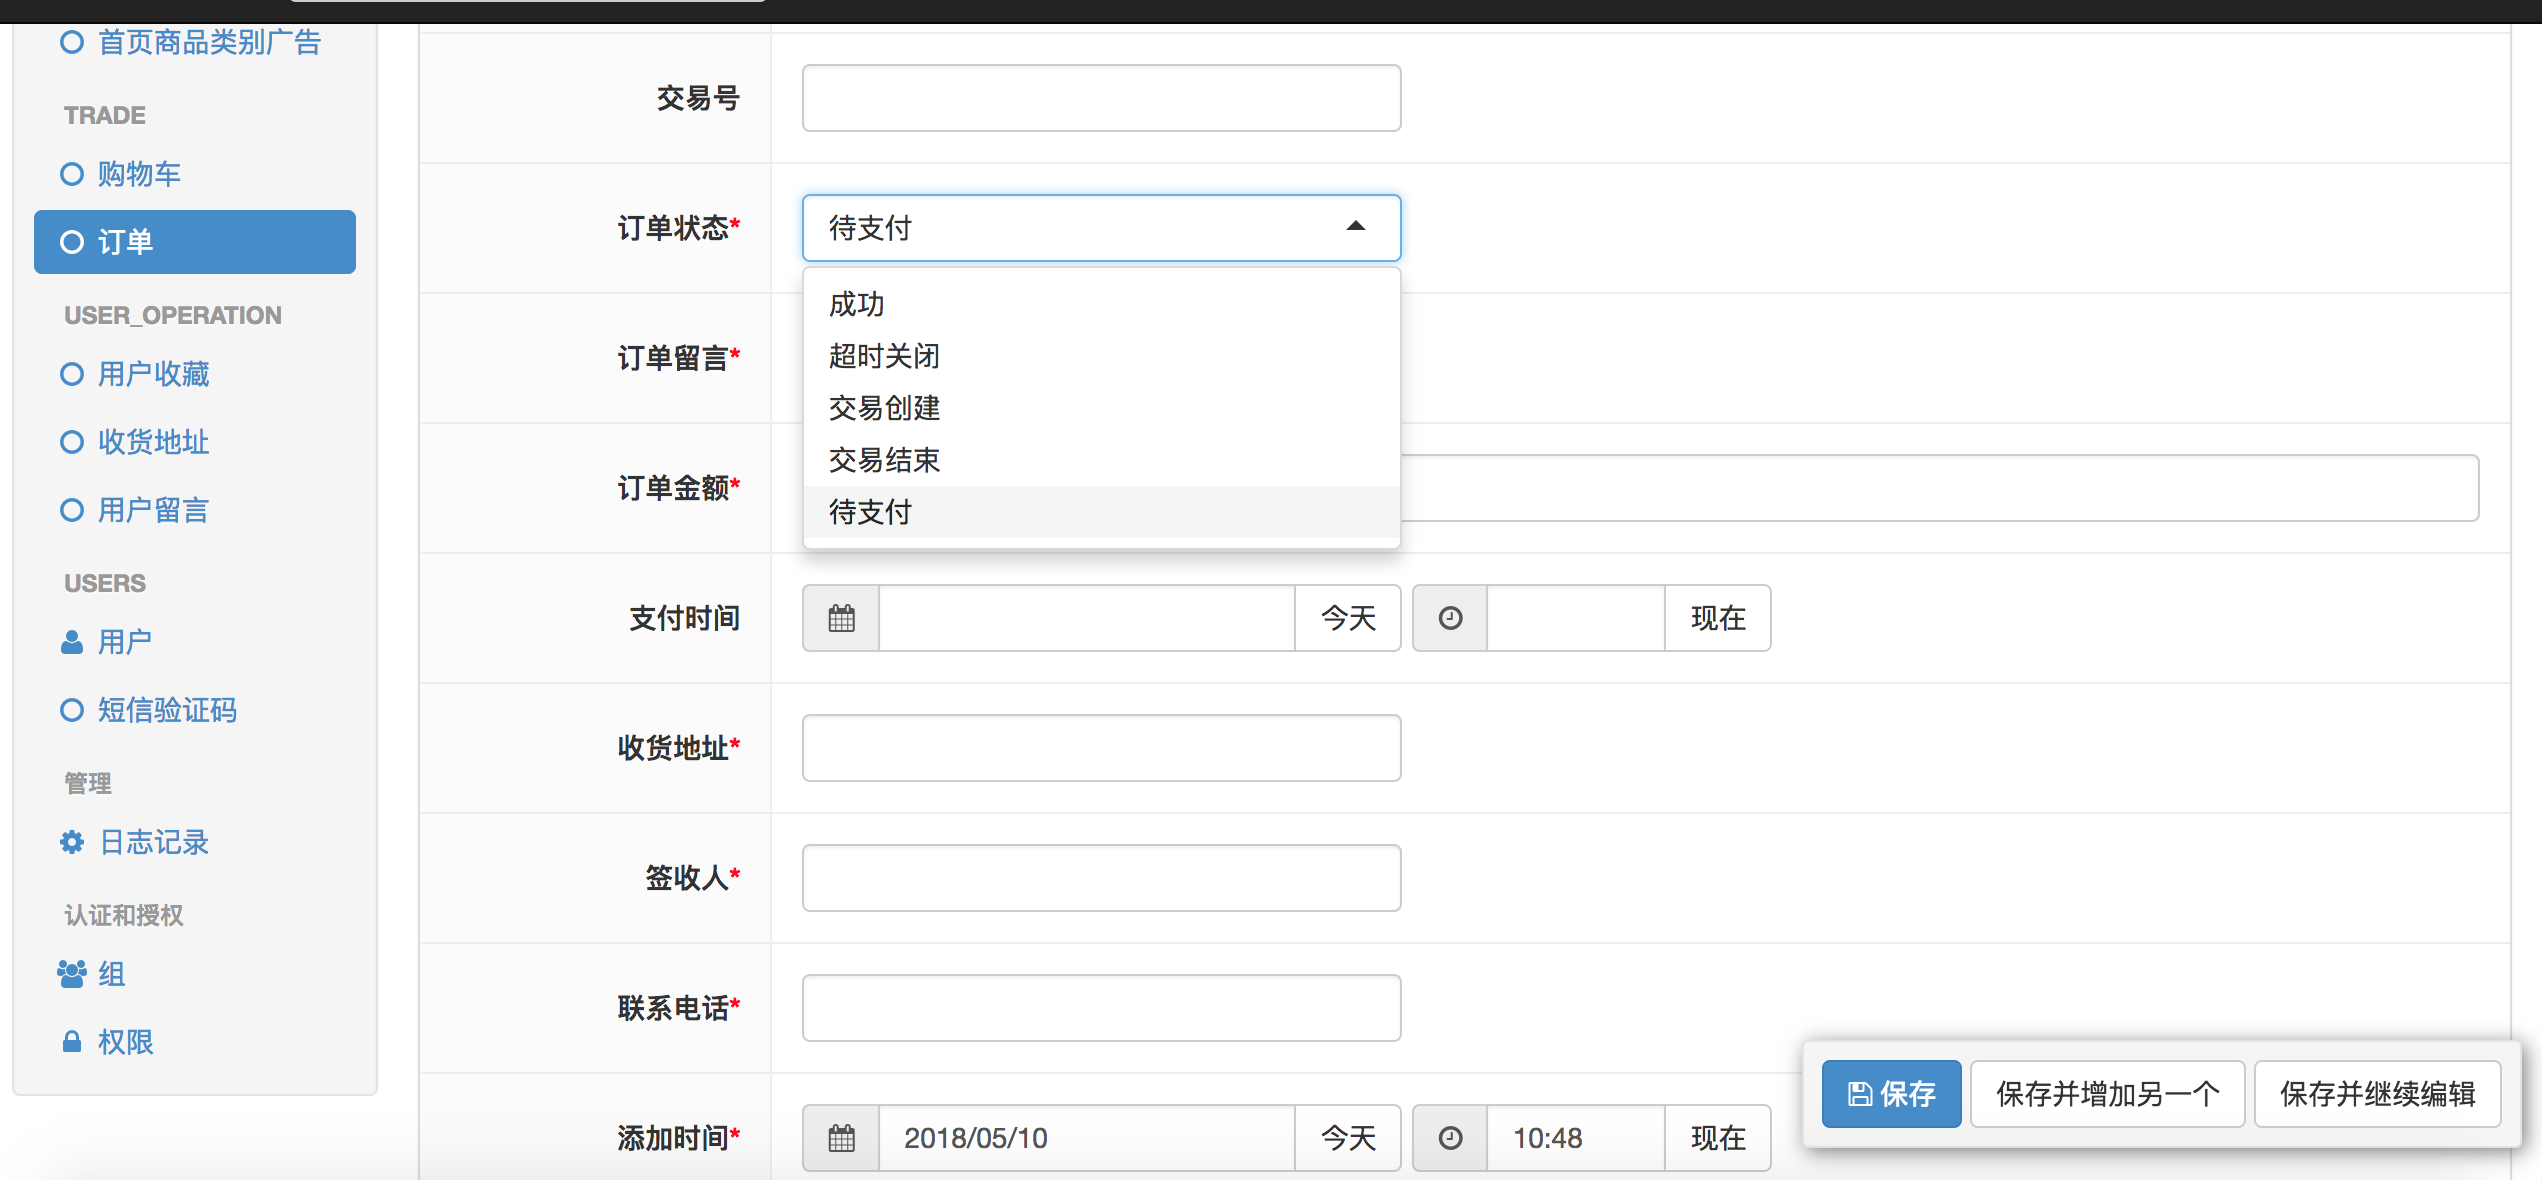 首页商品类别广告
TRADE
购物车
订单
USER_OPERATION
用户收藏
收货地址
用户留言
USERS
用户
短信验证码
管理
日志记录
认证和授权
组
权限
交易号
订单状态*
待支付
成功
超时关闭
交易创建
交易结束
待支付
订单留言*
订单金额*
支付时间
今天
现在
收货地址*
签收人*
联系电话*
添加时间*
2018/05/10
今天
10:48
现在
保存
保存并增加另一个
保存并继续编辑